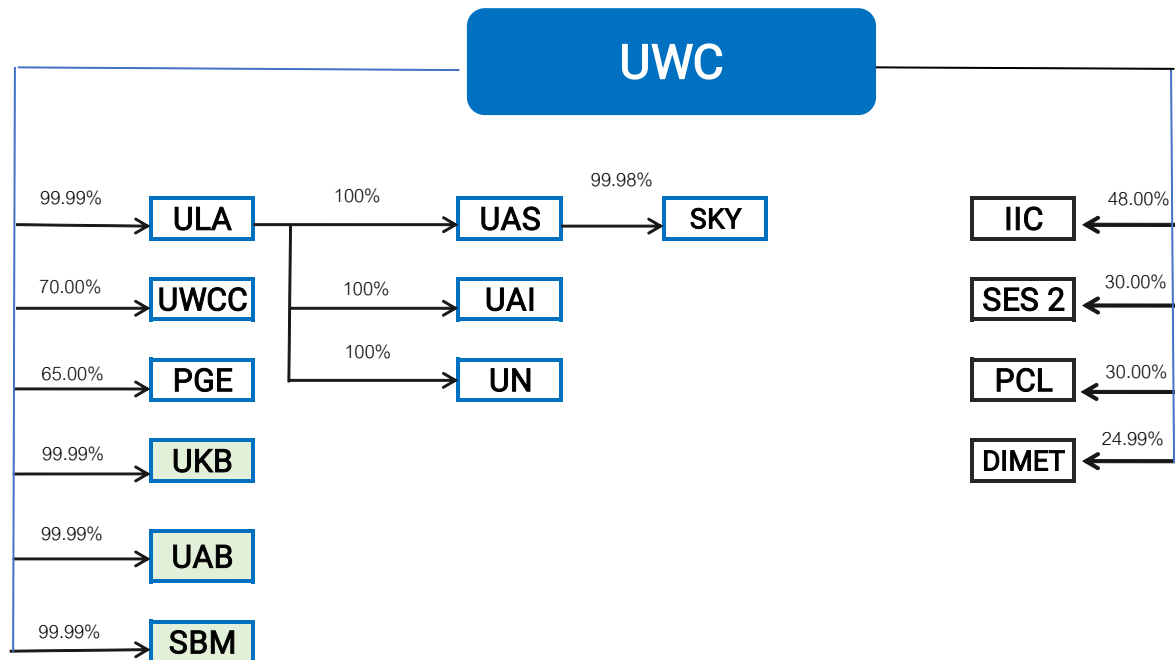 UWC
99.99%
ULA
100%
UAS
99.98%
SKY
IIC
48.00%
70.00%
UWCC
100%
UAI
SES 2
30.00%
65.00%
PGE
100%
UN
PCL
30.00%
99.99%
UKB
DIMET
24.99%
99.99%
UAB
99.99%
SBM